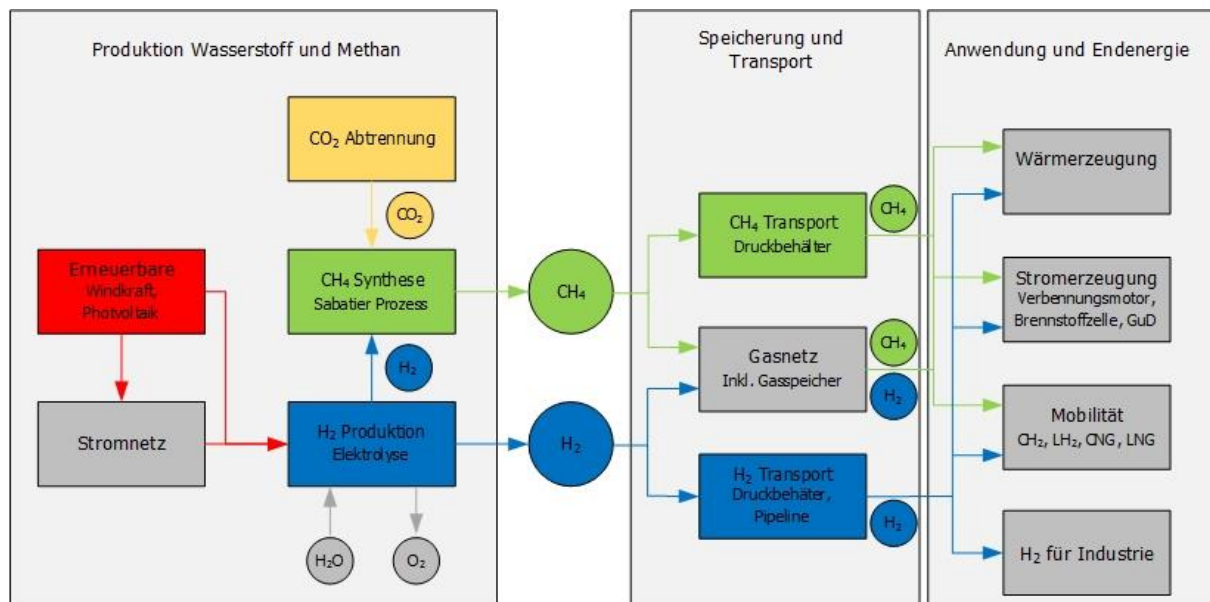 Produktion Wasserstoff und Methan
CO₂ Abtrennung
CO₂
Erneuerbare
Windkraft,
Photvoltaik
CH₄ Synthese
Sabatier Prozess
H₂
Stromnetz
H₂ Produktion
Elektrolyse
H₂O
O₂
CH₄
H₂
Speicherung und
Transport
CH₄ Transport
Druckbehälter
CH₄
Gasnetz
Inkl. Gasspeicher
CH₄
H₂
H₂ Transport
Druckbehäter,
Pipeline
H₂
Anwendung und Endenergie
Wärmerzeugung
Stromerzeugung
Verbennungsmotor,
Brennstoffzelle, GuD
Mobilität
CH₂, LH₂, CNG, LNG
H₂ für Industrie